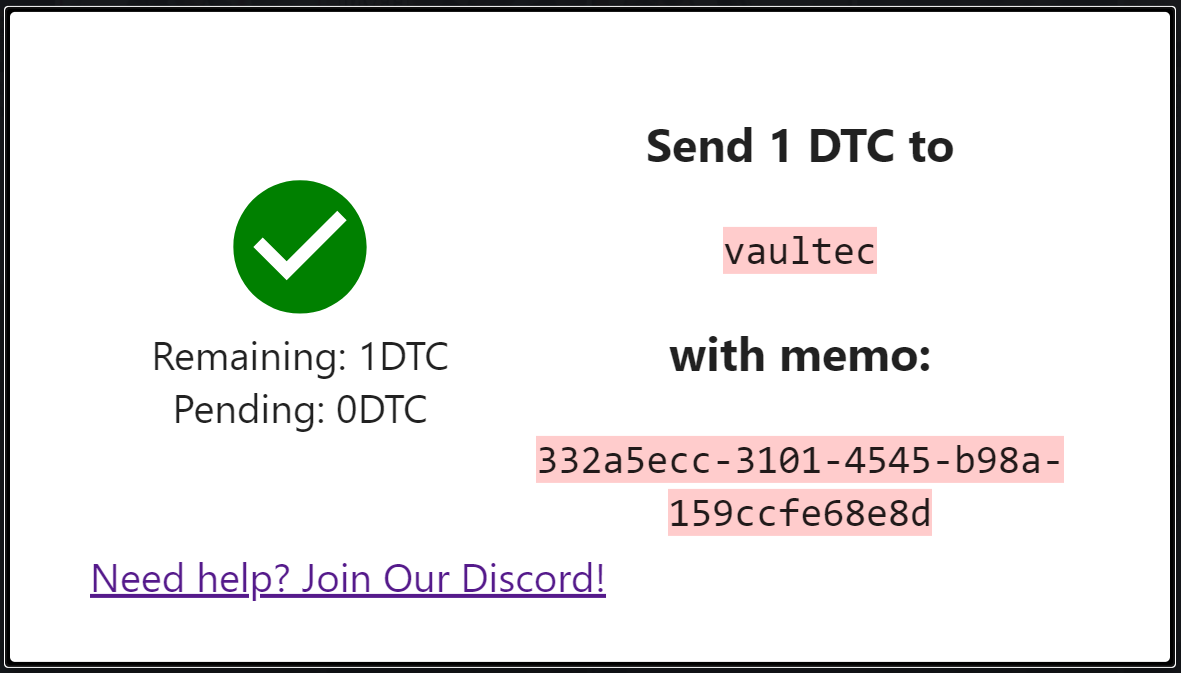 Remaining: 1DTC
Pending: 0DTC
Send 1 DTC to
vaultec
with memo:
332a5ecc-3101-4545-b98a-
159ccfe68e8d
Need help? Join Our Discord!